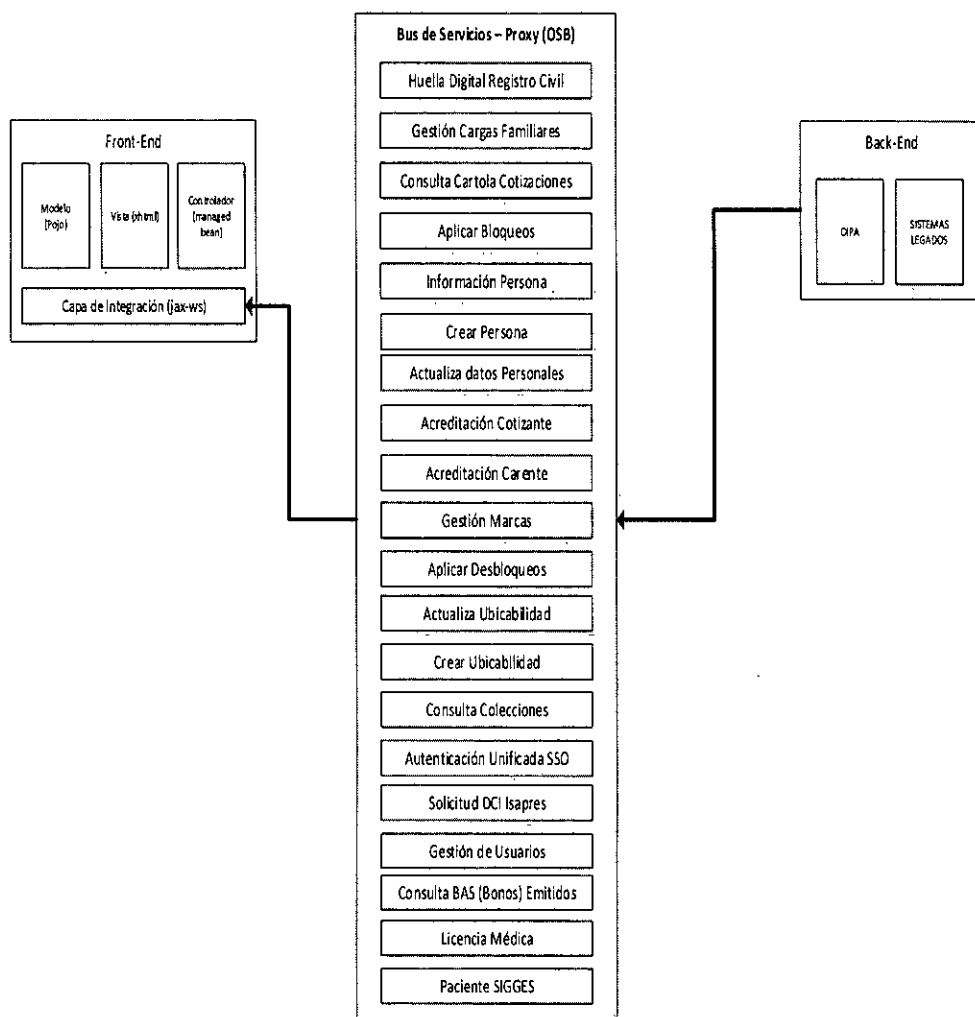 Bus de Servicios – Proxy (OSB)
Huella Digital Registro Civil
Gestión Cargas Familiares
Consulta Cartola Cotizaciones
Aplicar Bloqueos
Información Persona
Crear Persona
Actualiza datos Personales
Acreditación Cotizante
Acreditación Carente
Gestión Marcas
Aplicar Desbloqueos
Actualiza Ubicabilidad
Crear Ubicabilidad
Consulta Colecciones
Autenticación Unificada SSO
Solicitud DCI Isapres
Gestión de Usuarios
Consulta BAS (Bonos) Emitidos
Licencia Médica
Paciente SIGGES
Front-End
Modelo
(Pojo)
Vista (xhtml)
Controlador
(managed
bean)
Capa de Integración (jax-ws)
Back-End
OIPA
SISTEMAS
LEGADOS